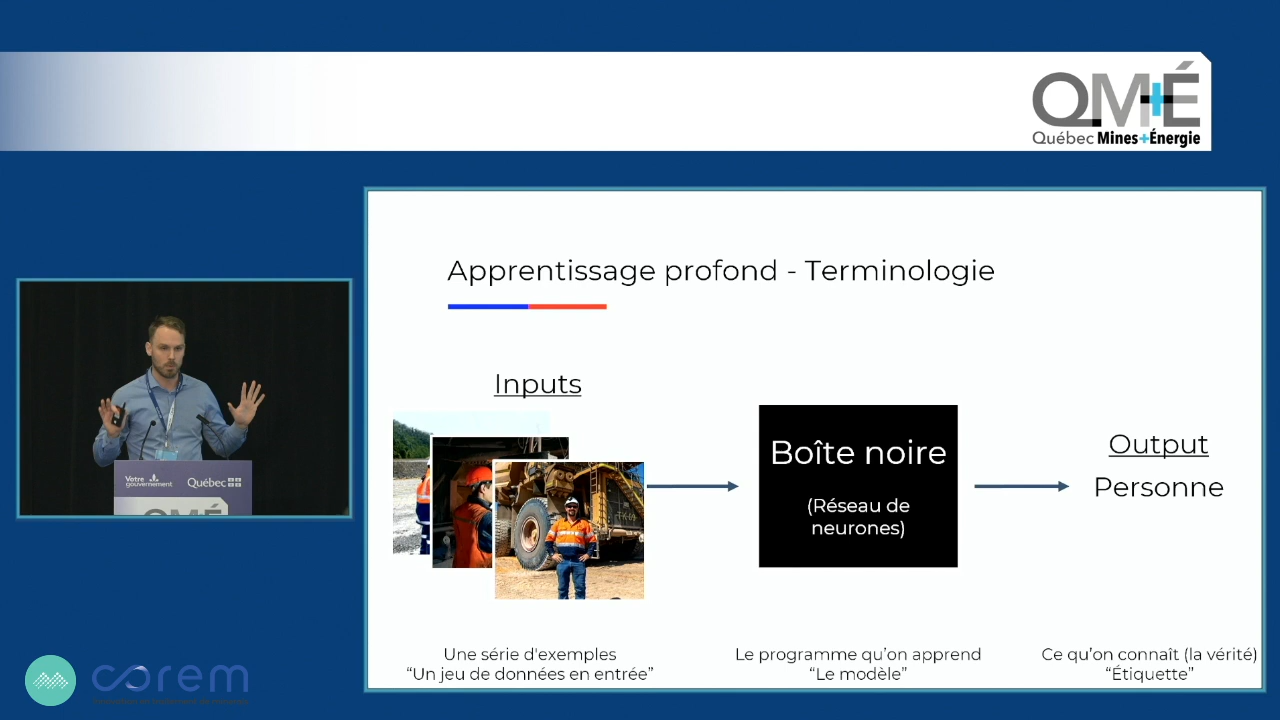 QM+É
Québec Mines+Énergie
Apprentissage profond - Terminologie
Inputs
Boîte noire
(Réseau de
neurones)
Output
Personne
Votre
gouvernement
Québec
QMÉ
Une série d'exemples
“Un jeu de données en entrée”
Le programme qu’on apprend
“Le modèle”
Ce qu’on connait (la vérité)
“Étiquette”
corem